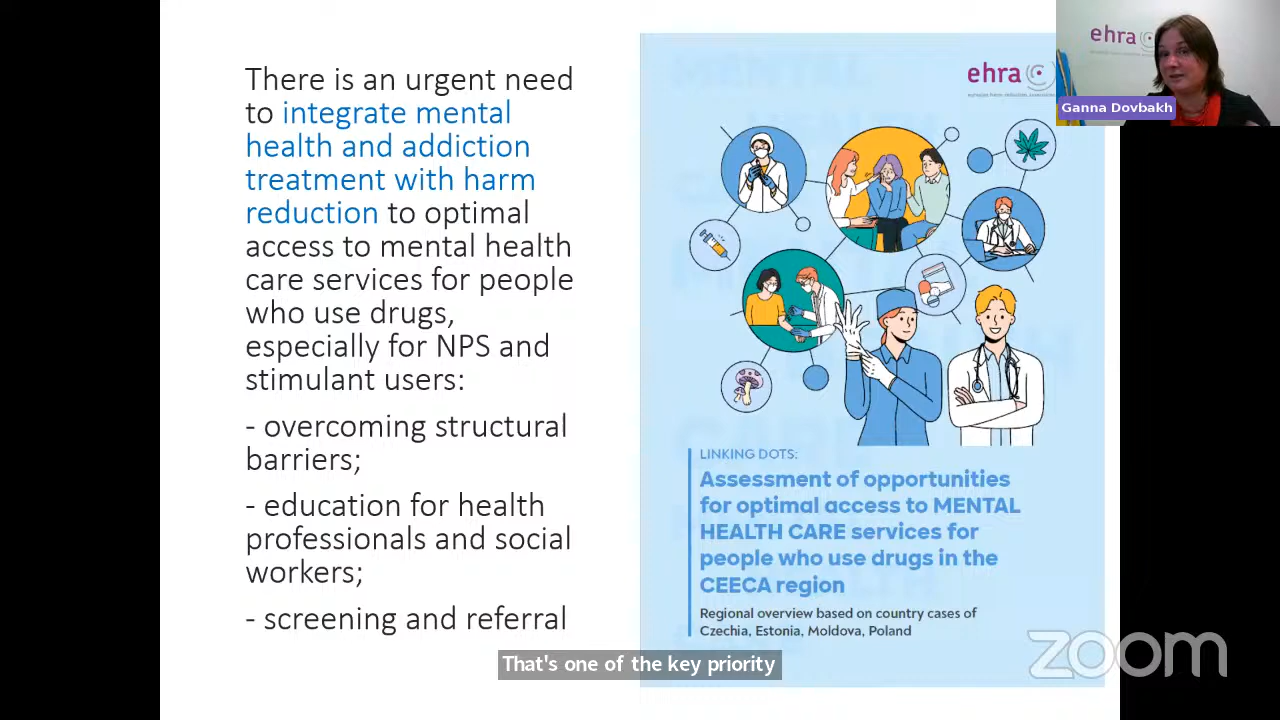 There is an urgent need
to integrate mental
health and addiction
treatment with harm
reduction to optimal
access to mental health
care services for people
who use drugs,
especially for NPS and
stimulant users:
- overcoming structural
barriers;
- education for health
professionals and social
workers;
- screening and referral
ehra
ehra
Ganna Dovbakh
LINKING DOTS:
Assessment of opportunities
for optimal access to MENTAL
HEALTH CARE services for
people who use drugs in the
CEECA region
Regional overview based on country cases of
Czechia, Estonia, Moldova, Poland
That's one of the key priority
zoom